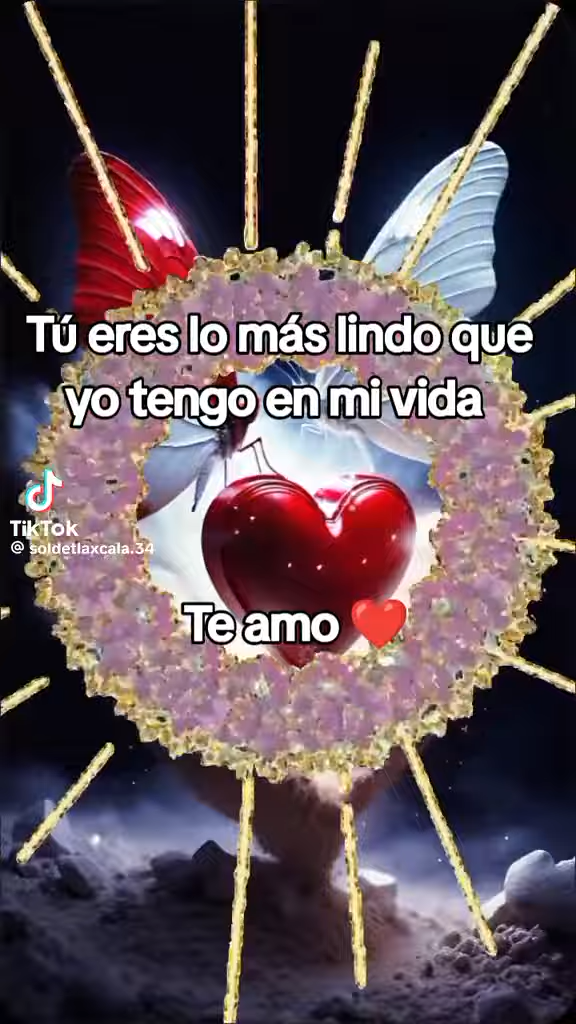 Tú eres lo más lindo que
yo tengo en mi vida
TikTok
@ soldetlaxcala.34
Te amo ❤️